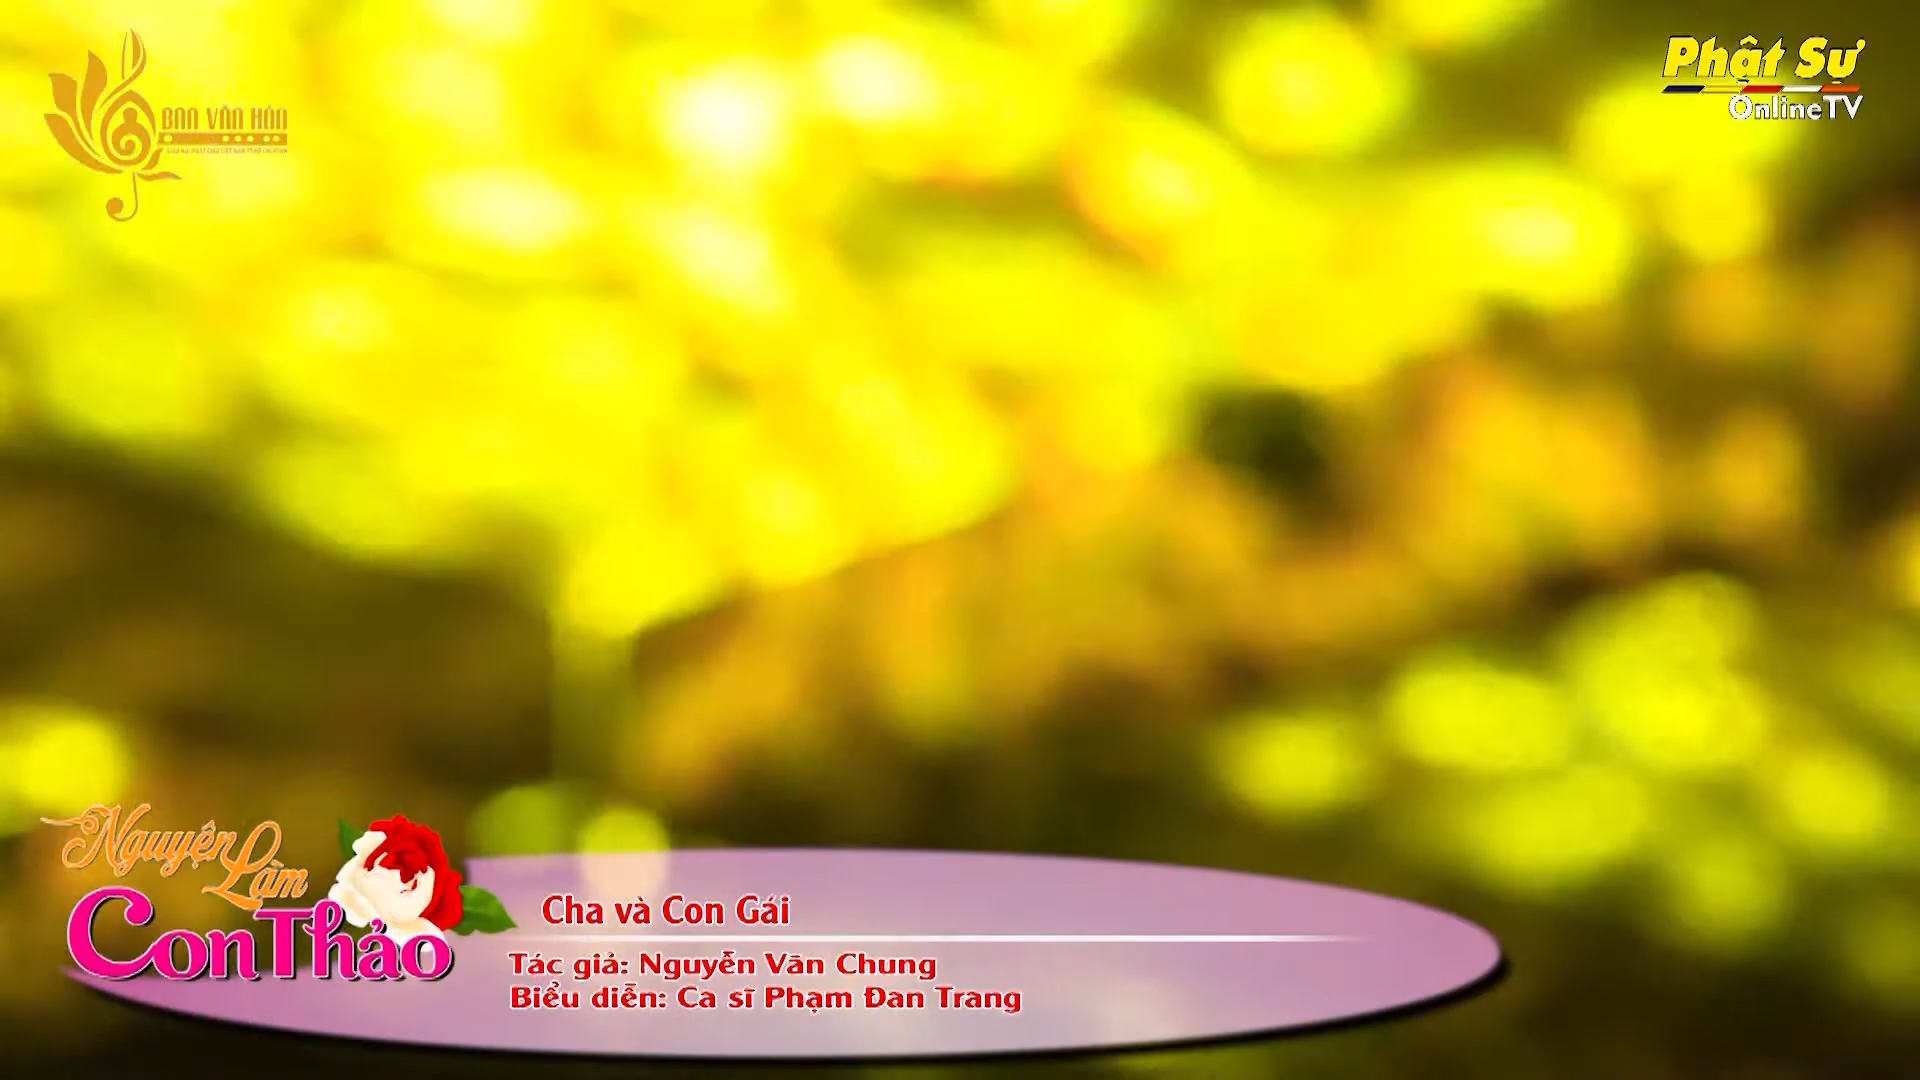 BAN VĂN HÓA
Phật Sự
OnlineTV
Nguyện Làm
Con Thảo
Cha và Con Gái
Tác giả: Nguyễn Văn Chung
Biểu diễn: Ca sĩ Phạm Đan Trang